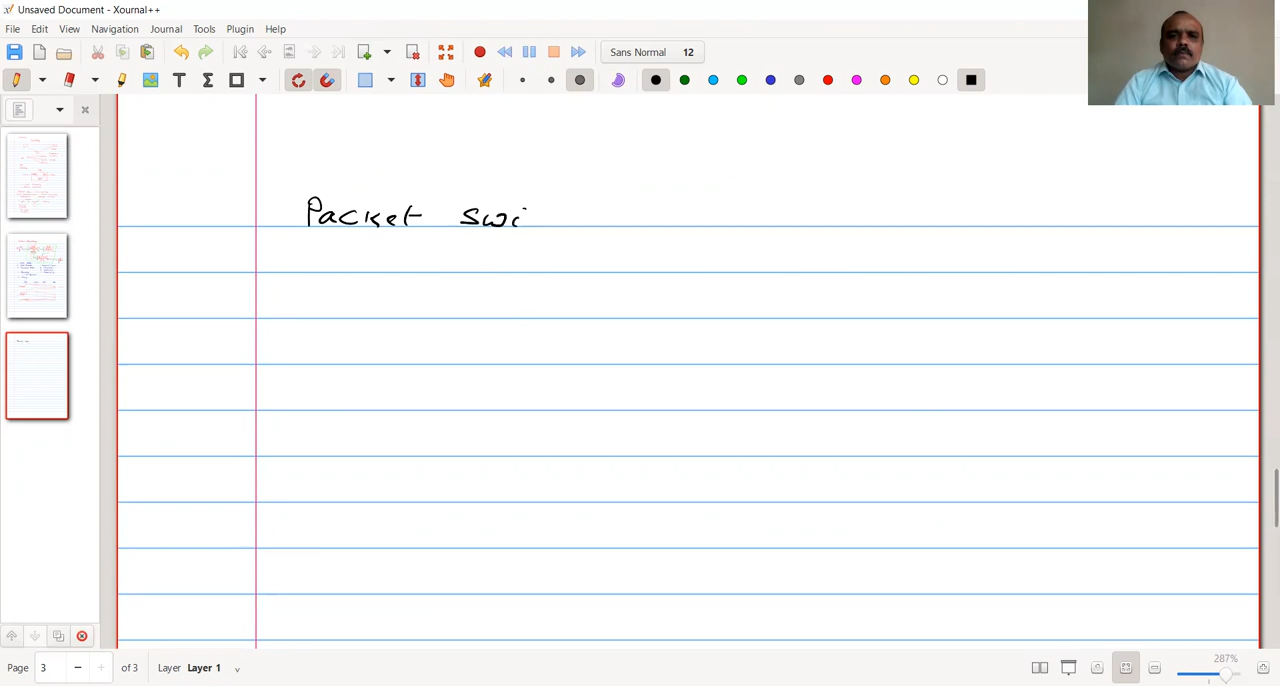 Unsaved Document - Xournal++
File Edit View Navigation Journal Tools Plugin Help
Sans Normal 12
Packet swi
Page 3 of 3 Layer Layer 1
287%